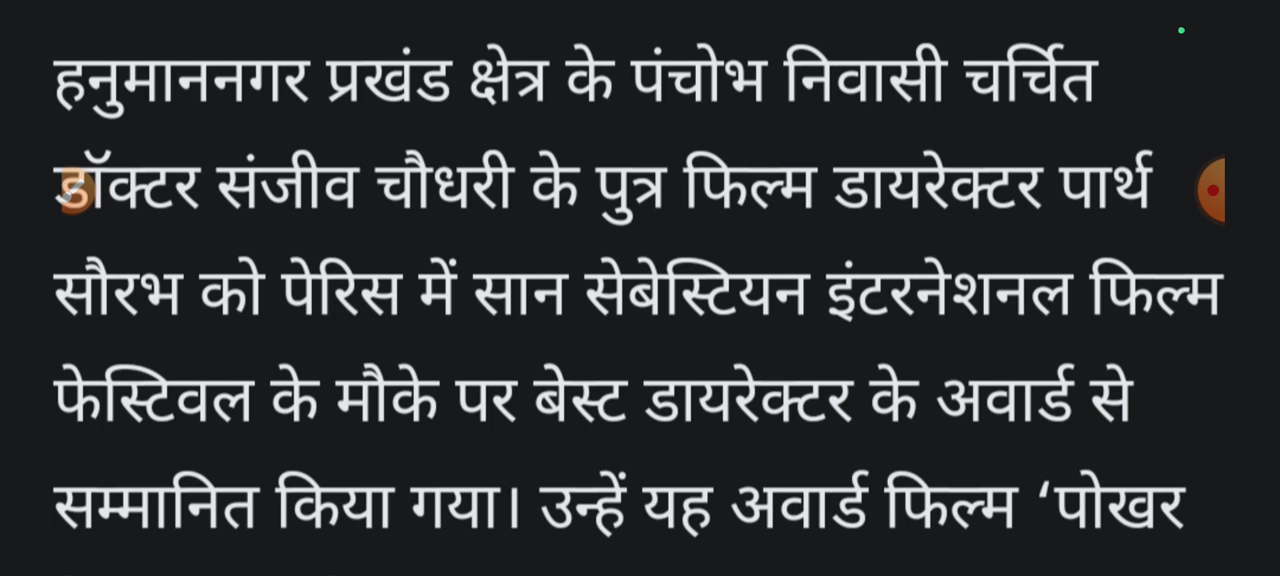 हनुमाननगर प्रखंड क्षेत्र के पंचोभ निवासी चर्चित
डॉक्टर संजीव चौधरी के पुत्र फिल्म डायरेक्टर पार्थ
सौरभ को पेरिस में सान सेबेस्टियन इंटरनेशनल फिल्म
फेस्टिवल के मौके पर बेस्ट डायरेक्टर के अवार्ड से
सम्मानित किया गया। उन्हें यह अवार्ड फिल्म ‘पोखर